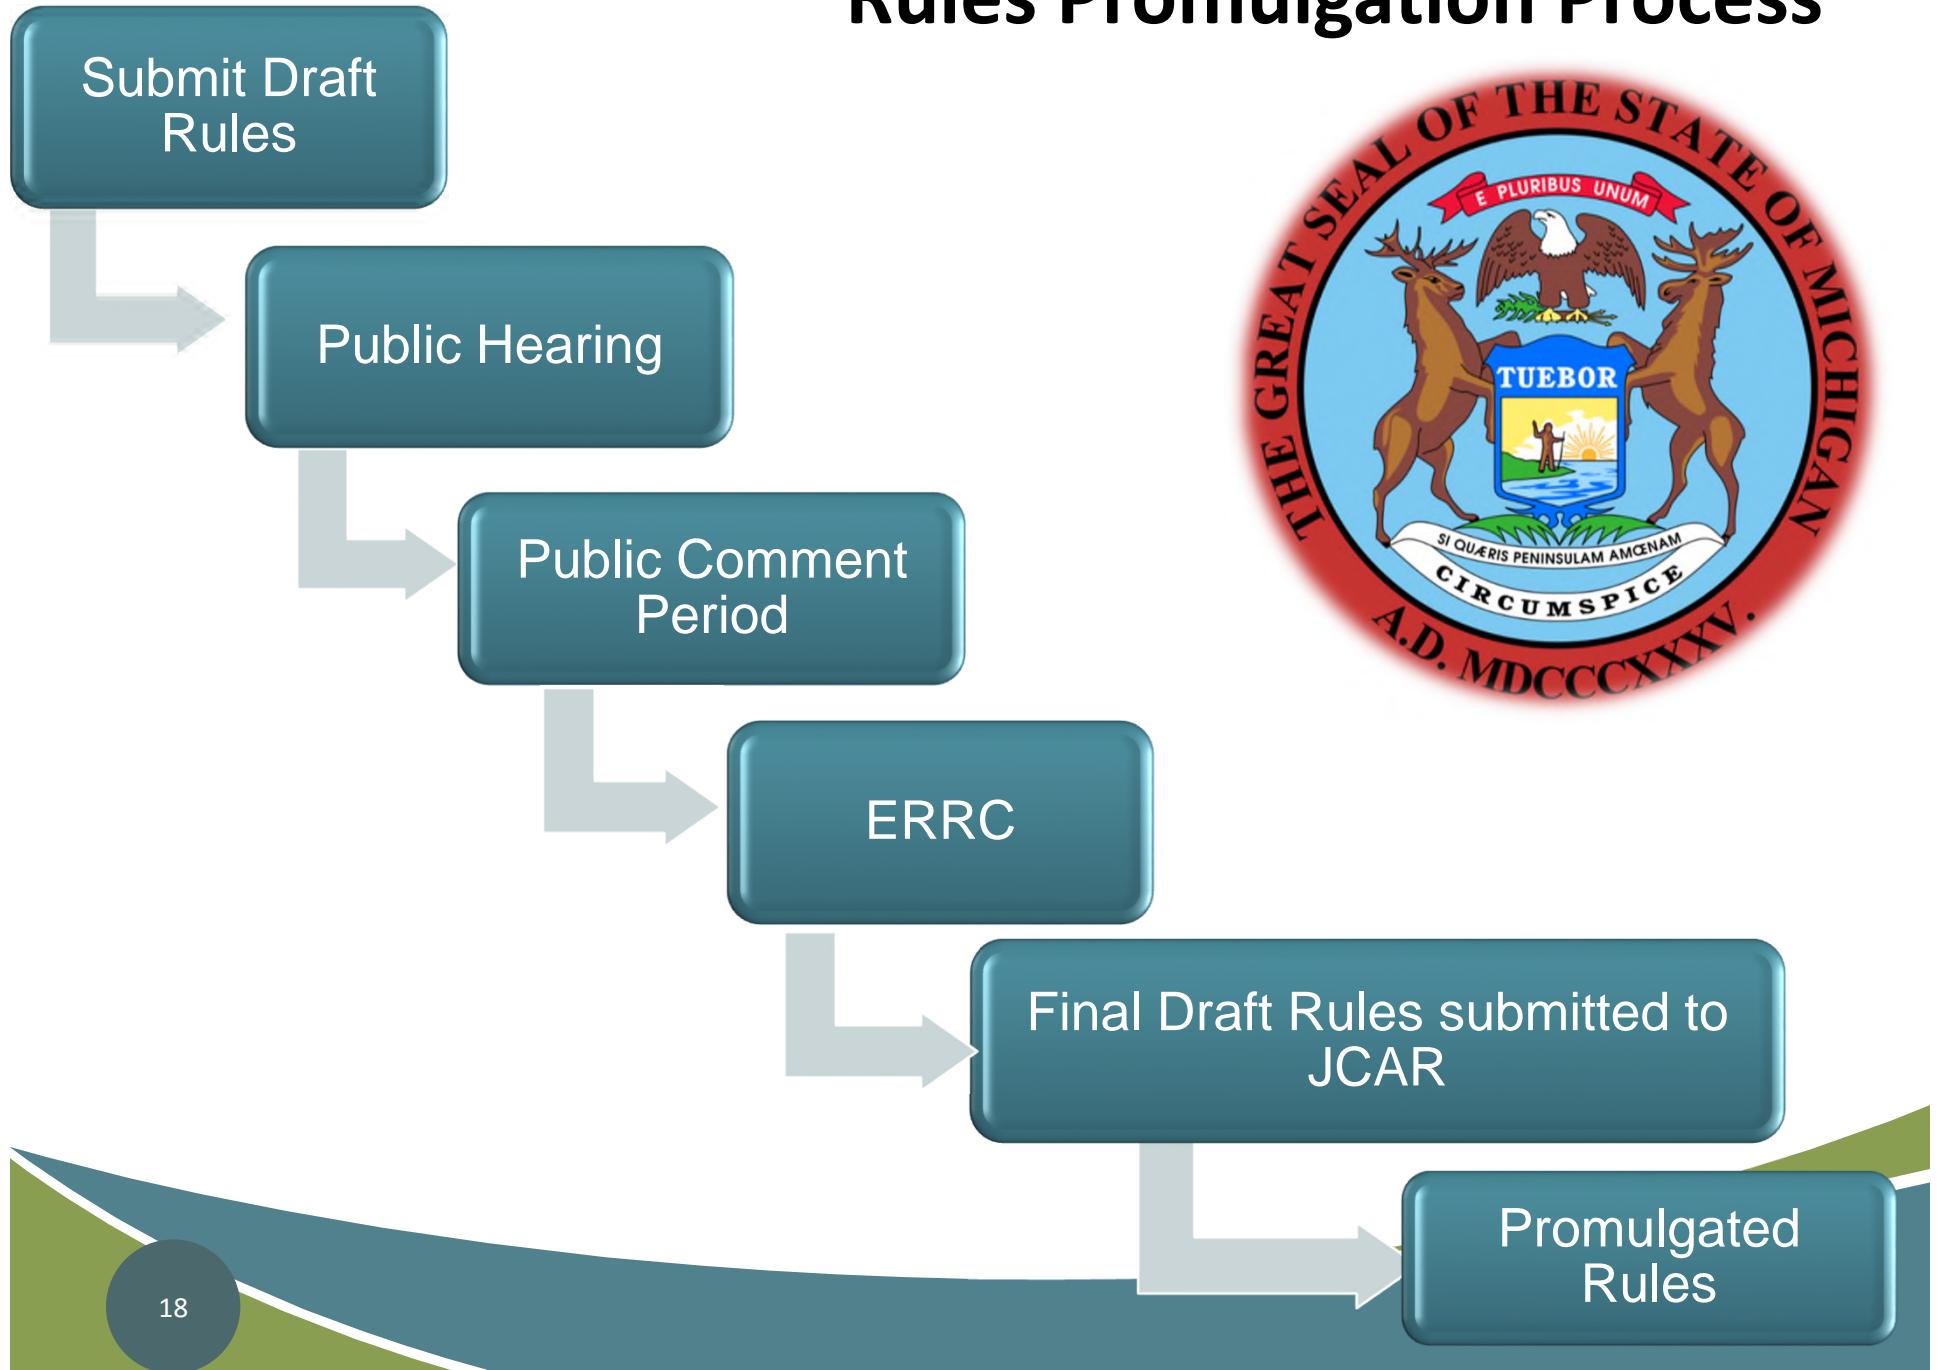 Rules Promulgation Process
Submit Draft
Rules
Public Hearing
Public Comment
Period
ERRC
Final Draft Rules submitted to
JCAR
Promulgated
Rules
THE GREAT SEAL OF THE STATE OF MICHIGAN
E PLURIBUS UNUM
TUEBOR
SI QUÆRIS PENINSULAM AMŒNAM
CIRCUMSPICE
A.D. MDCCCXXXV.
18